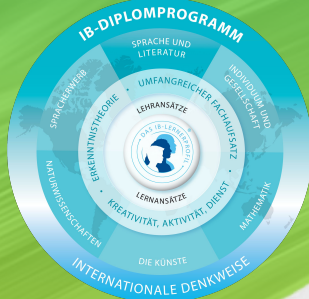 IB-DIPLOMPROGRAMM
SPRACHE UND
LITERATUR
SPRACHERWERB
INDIVIDUUM UND
GESELLSCHAFT
ERKENNTNISTHEORIE • UMFANGREICHER FACHAUFSATZ •
LEHRANSÄTZE
DAS IB-LERNERPROFIL
LERNANSÄTZE
KREATIVITÄT, AKTIVITÄT, DIENST •
NATURWISSENSCHAFTEN
MATHEMATIK
DIE KÜNSTE
INTERNATIONALE DENKWEISE